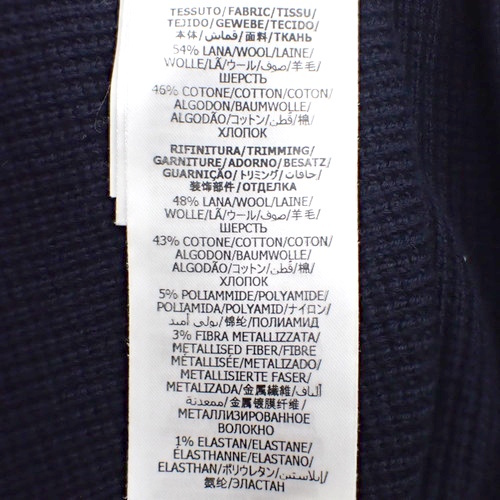 TESSUTO/FABRIC/TISSU/
TEJIDO/GEWEBE/TECIDO/
本体/قماش/面料/ТКАНЬ
54% LANA/WOOL/LAINE/
WOLLE/LÃ/ウール/صوف/羊毛/
ШЕРСТЬ
46% COTONE/COTTON/COTON/
ALGODON/BAUMWOLLE/
ALGODÃO/コットン/قطن/棉/
ХЛОПОК
RIFINITURA/TRIMMING/
GARNITURE/ADORNO/BESATZ/
GUARNIÇÃO/トリミング/حافات/
装饰部件/ОТДЕЛКА
48% LANA/WOOL/LAINE/
WOLLE/LÃ/ウール/صوف/羊毛/
ШЕРСТЬ
43% COTONE/COTTON/COTON/
ALGODON/BAUMWOLLE/
ALGODÃO/コットン/قطن/棉/
ХЛОПОК
5% POLIAMMIDE/POLYAMIDE/
POLIAMIDA/POLYAMID/ナイロン/
بولي أميد/锦纶/ПОЛИАМИД
3% FIBRA METALLIZZATA/
METALLISED FIBER/FIBRE
MÉTALLISÉE/METALIZADO/
METALLISIERTE FASER/
METALIZADA/金属繊維/ألياف
معدنية/金属镀膜纤维/
МЕТАЛЛИЗИРОВАННОЕ
ВОЛОКНО
1% ELASTAN/ELASTANE/
ÉLASTHANNE/ELASTANO/
ELASTHAN/ポリウレタン/إيلاستين/
氨纶/ЭЛАСТАН